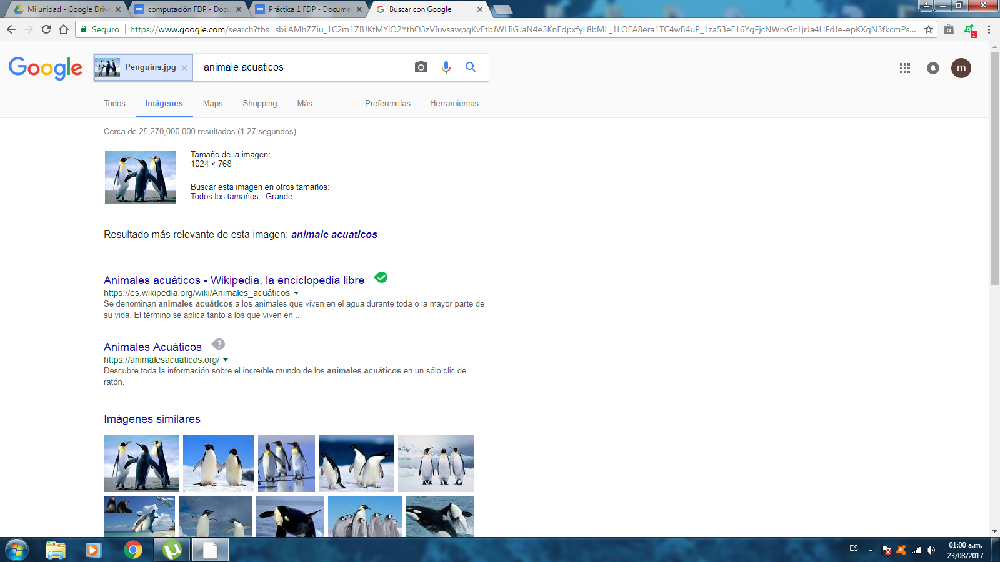 Mi unidad - Google Drive
computación FDP - Docu
Práctica 1 FDP - Docume
Buscar con Google
Seguro
https://www.google.com/search?tbs=sbi:AMhZZiu_1C2m1ZBJKtMYiO2YthO3zVIuvsawpgKvEtbJWLIiGJaN4e3KnEdpxfyL8bML_1LOEA8era1TC4wB4uP_1za53eE16YgFjcNWrxGc1jrJa4HFdJe-epKXqN3fkcmPs...
1
Google
Penguins.jpg
animale acuaticos
m
Todos
Imágenes
Maps
Shopping
Más
Preferencias
Herramientas
Cerca de 25,270,000,000 resultados (1.27 segundos)
Tamaño de la imagen:
1024 × 768
Buscar esta imagen en otros tamaños:
Todos los tamaños - Grande
Resultado más relevante de esta imagen: animale acuaticos
Animales acuáticos - Wikipedia, la enciclopedia libre
https://es.wikipedia.org/wiki/Animales_acuáticos
Se denominan animales acuáticos a los animales que viven en el agua durante toda o la mayor parte de
su vida. El término se aplica tanto a los que viven en ...
Animales Acuáticos
?
https://animalesacuaticos.org/
Descubre toda la información sobre el increíble mundo de los animales acuáticos en un sólo clic de
ratón.
Imágenes similares
ES
01:00 a.m.
23/08/2017